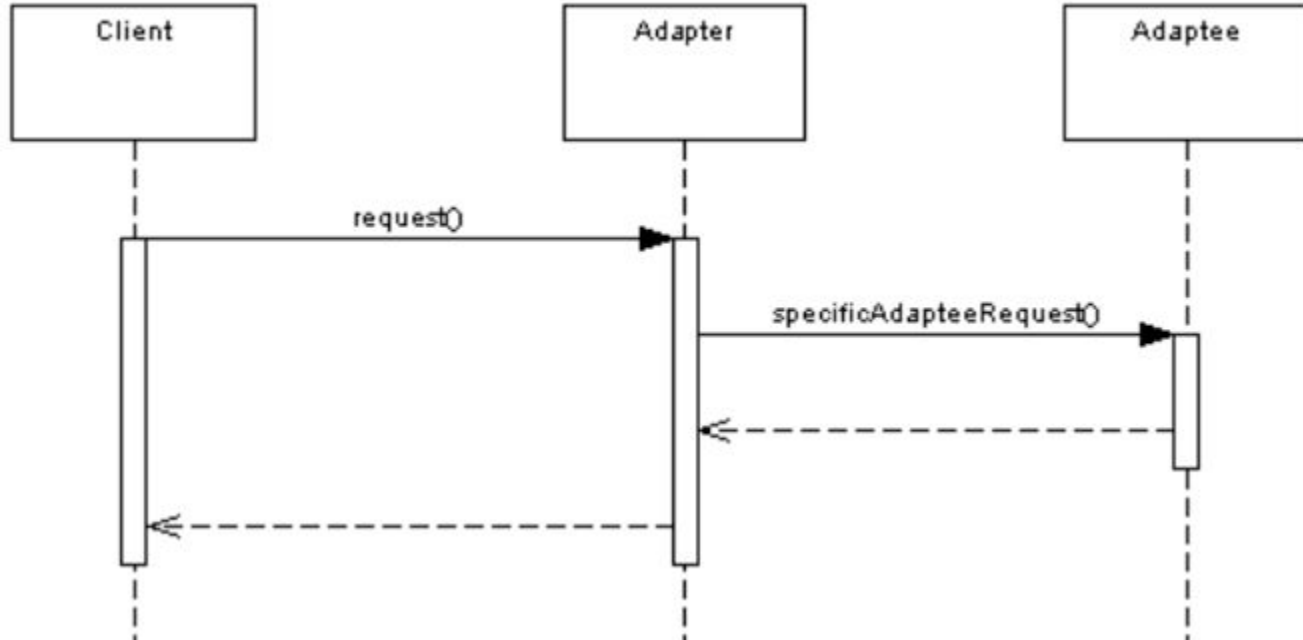 Client
Adapter
Adaptee
request()
specificAdapteeRequest()